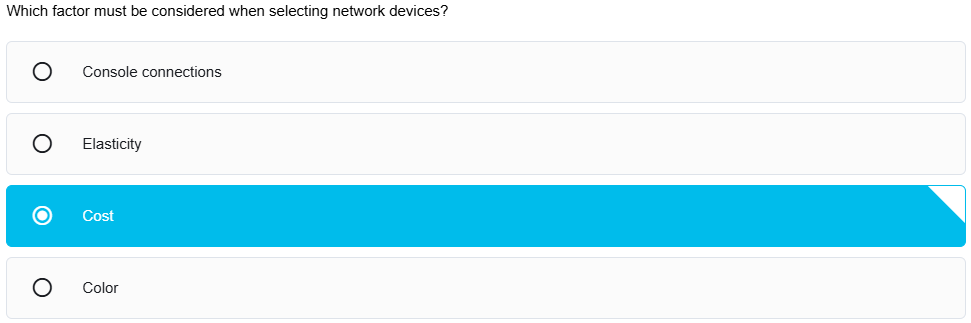 Which factor must be considered when selecting network devices?
Console connections
Elasticity
Cost
Color